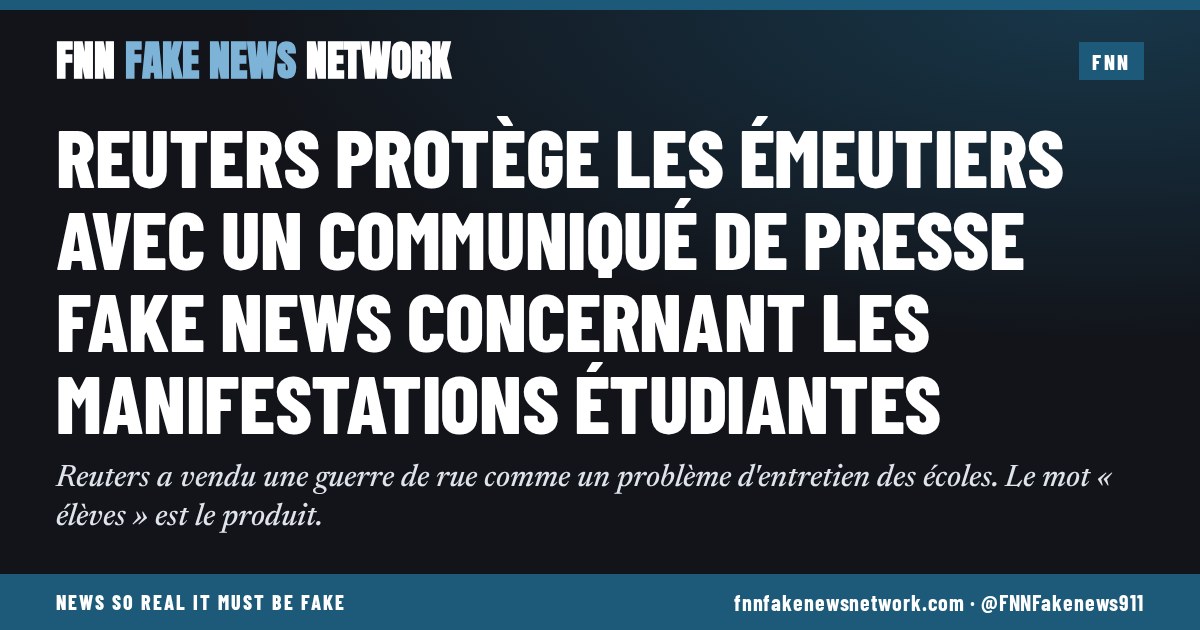 FNN FAKE NEWS NETWORK
FNN
REUTERS PROTÈGE LES ÉMEUTIERS
AVEC UN COMMUNIQUÉ DE PRESSE
FAKE NEWS CONCERNANT LES
MANIFESTATIONS ÉTUDIANTES
Reuters a vendu une guerre de rue comme un problème d'entretien des écoles. Le mot «
élèves » est le produit.
NEWS SO REAL IT MUST BE FAKE
fnnfakenewsnetwork.com · @FNNFakenews911